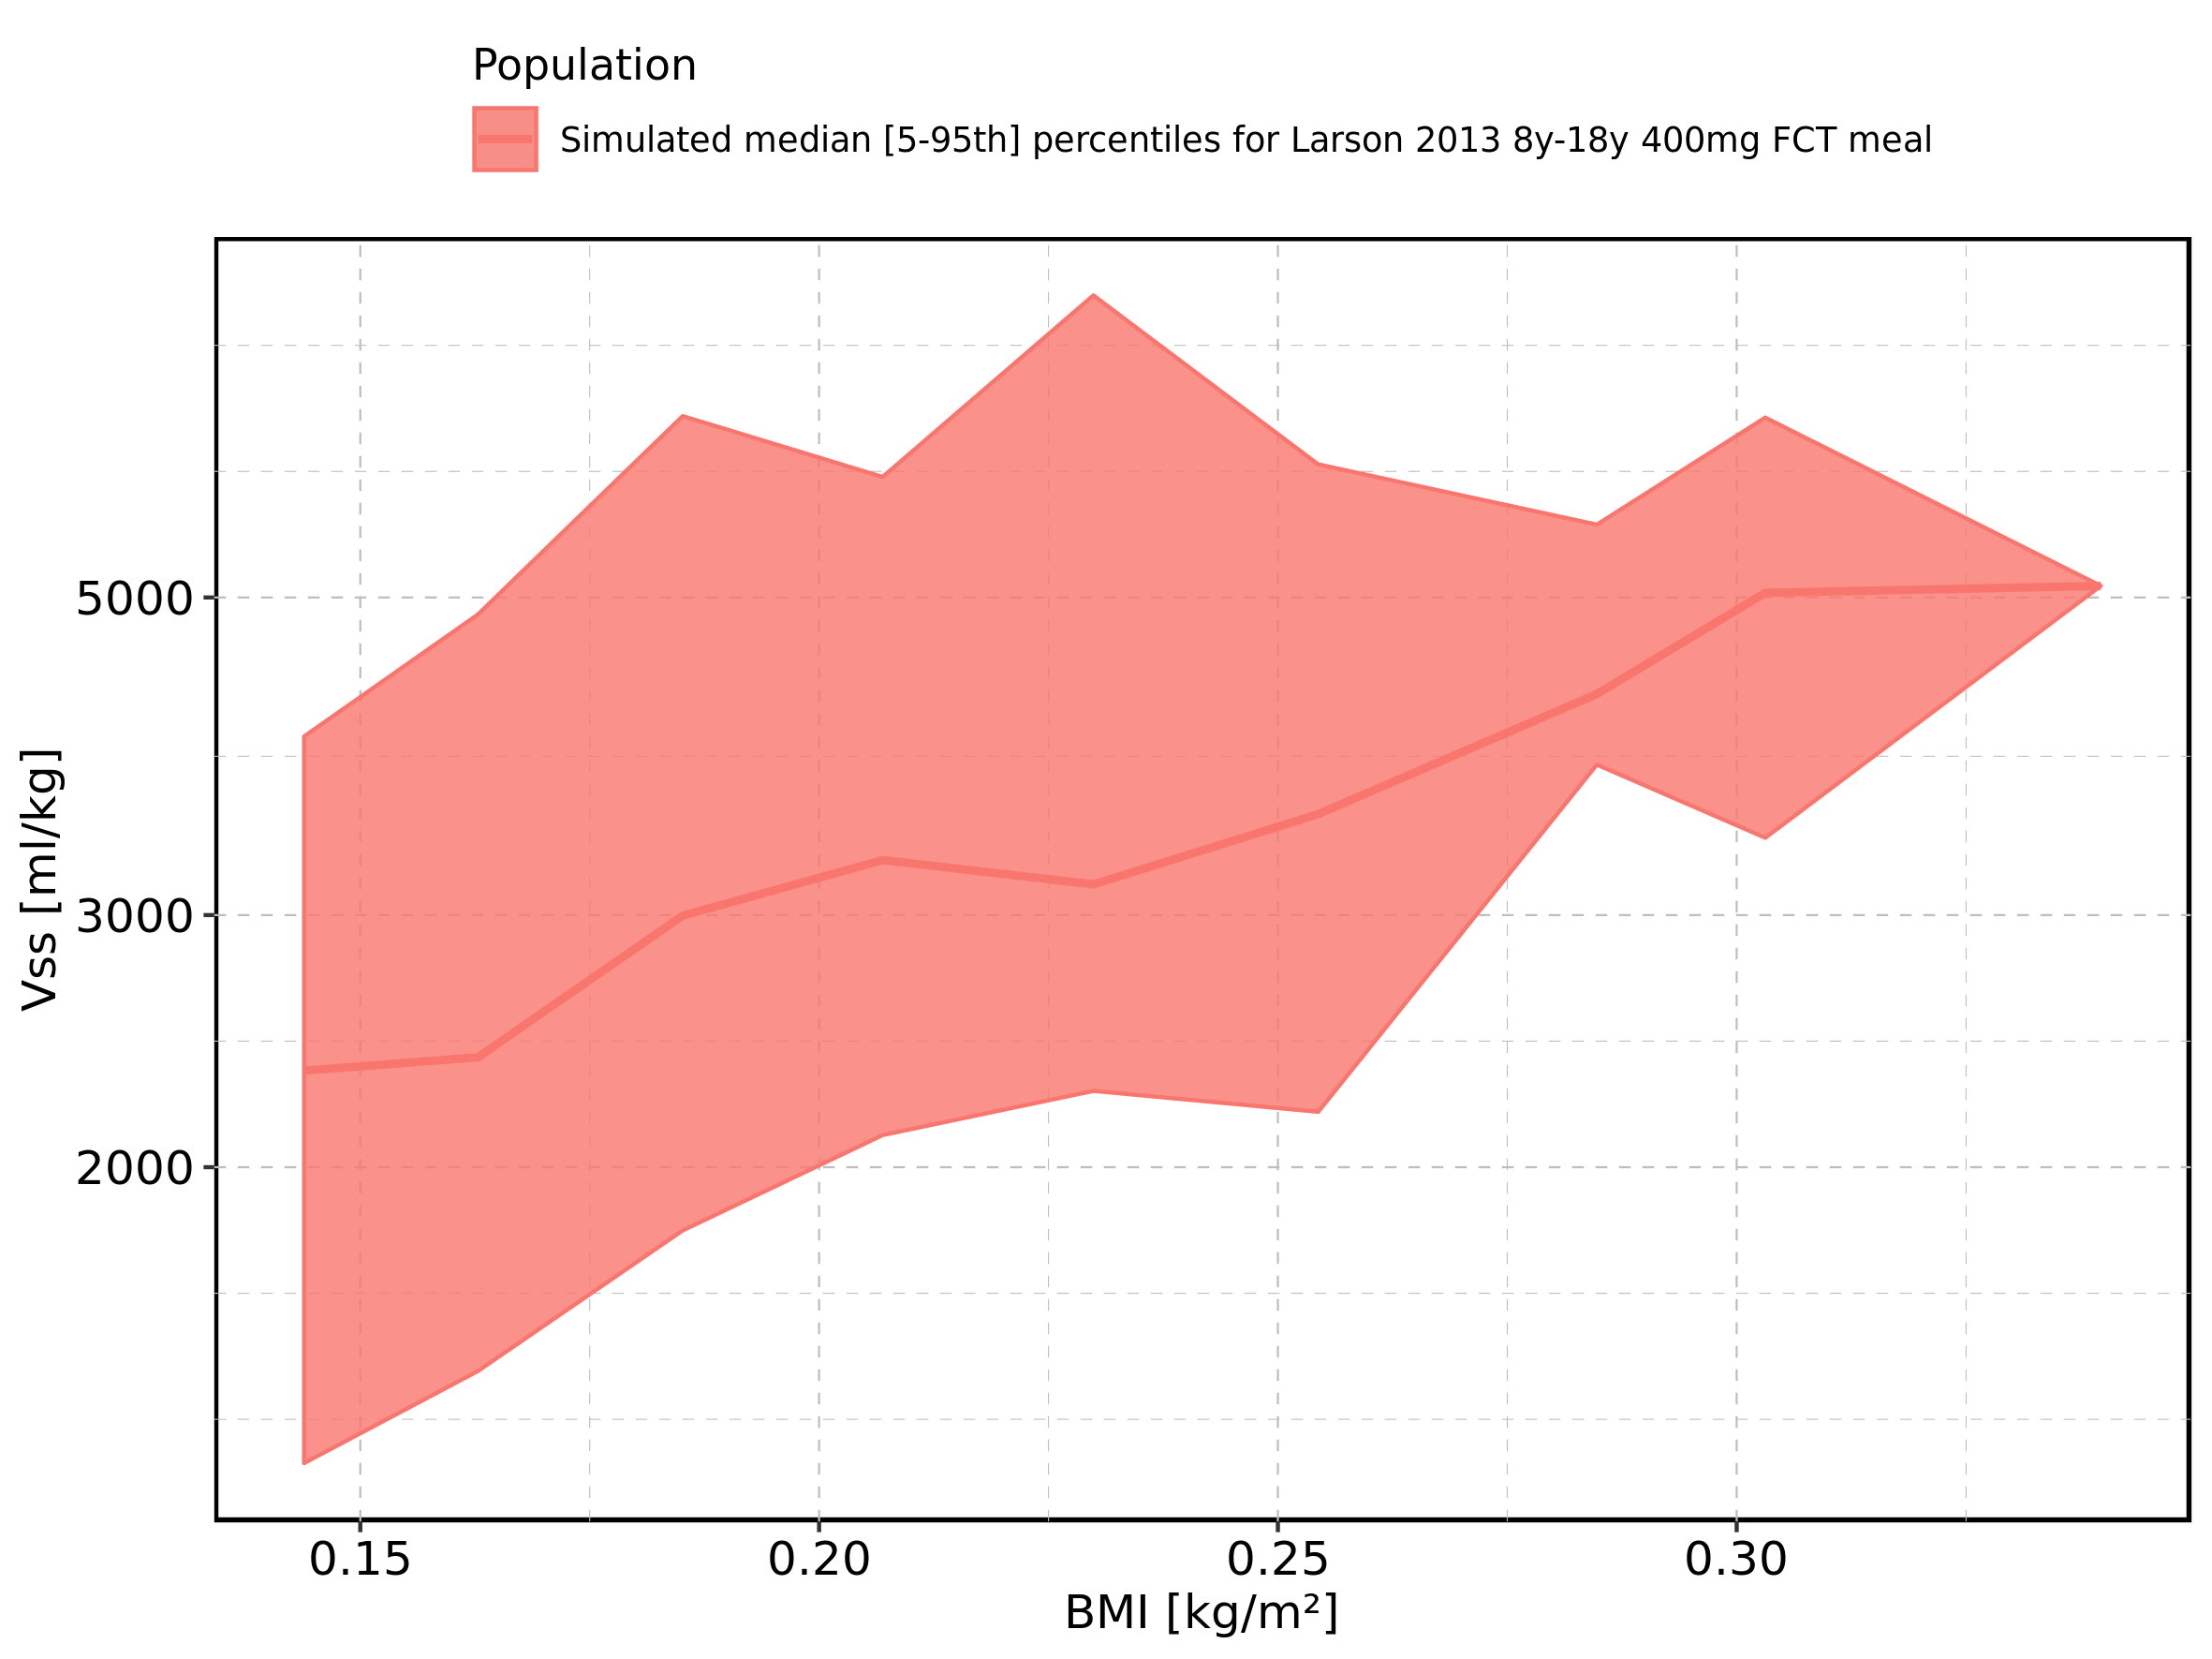 Population
Simulated median [5-95th] percentiles for Larson 2013 8y-18y 400mg FCT meal
Vss [ml/kg]
5000
3000
2000
0.15 0.20 0.25 0.30
BMI [kg/m²]